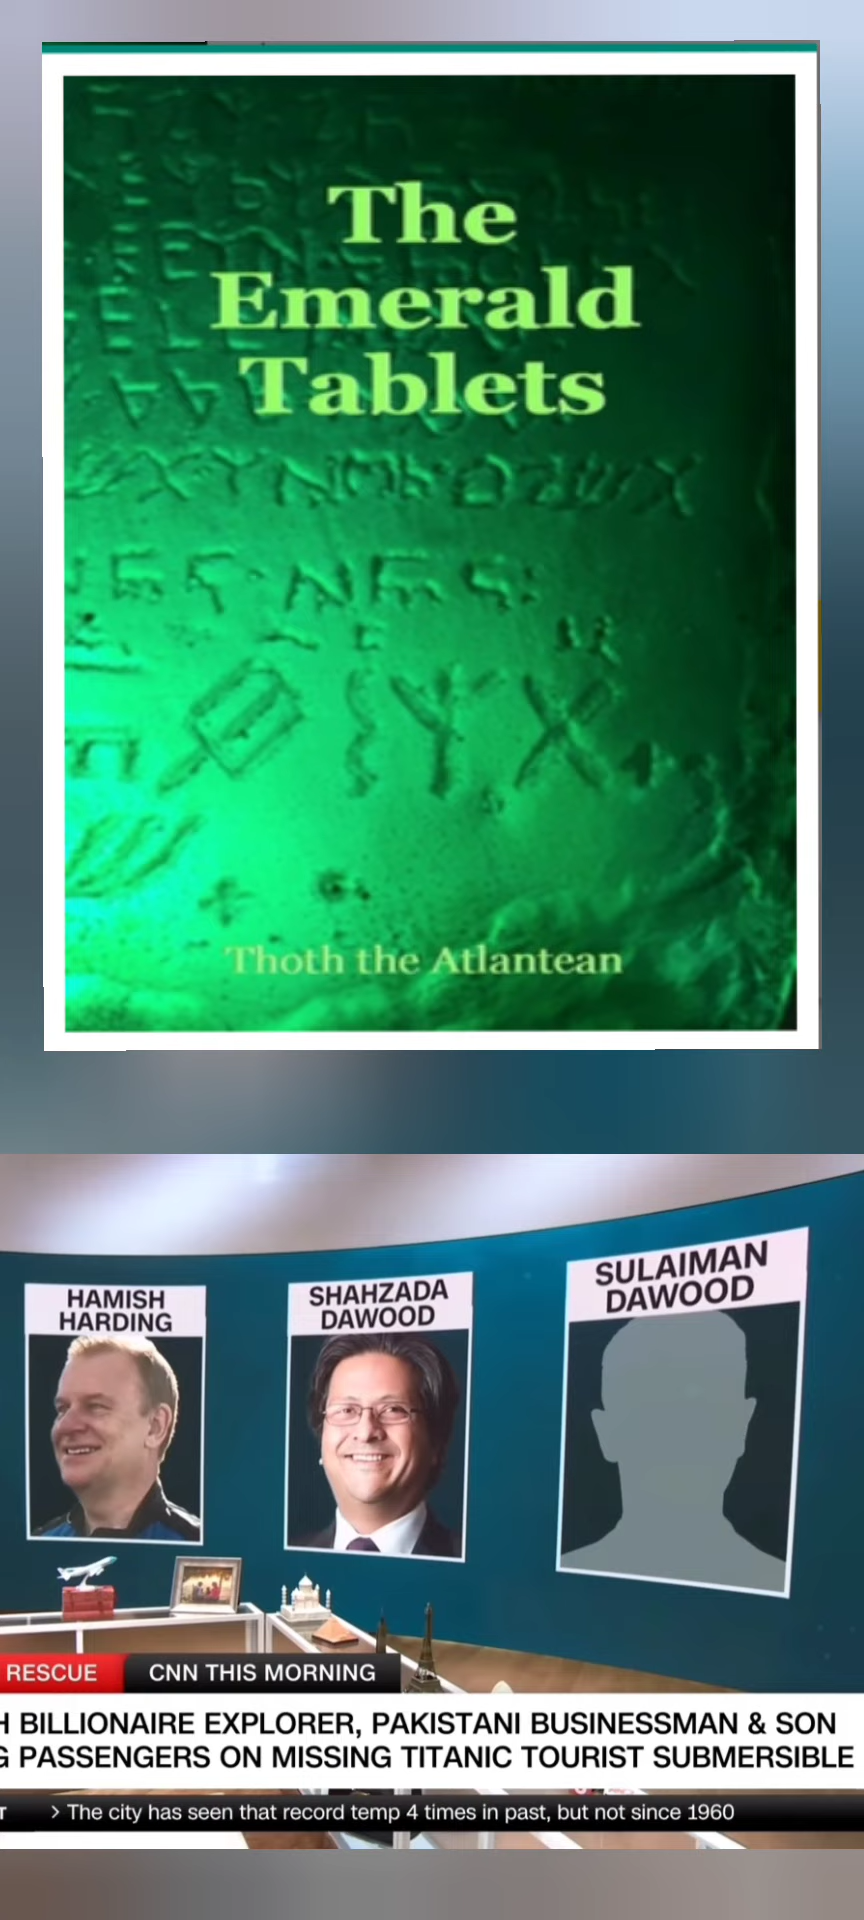 The
Emerald
Tablets
Thoth the Atlantean
HAMISH
HARDING
SHAHZADA
DAWOOD
SULAIMAN
DAWOOD
RESCUE
CNN THIS MORNING
H BILLIONAIRE EXPLORER, PAKISTANI BUSINESSMAN & SON
G PASSENGERS ON MISSING TITANIC TOURIST SUBMERSIBLE
T > The city has seen that record temp 4 times in past, but not since 1960